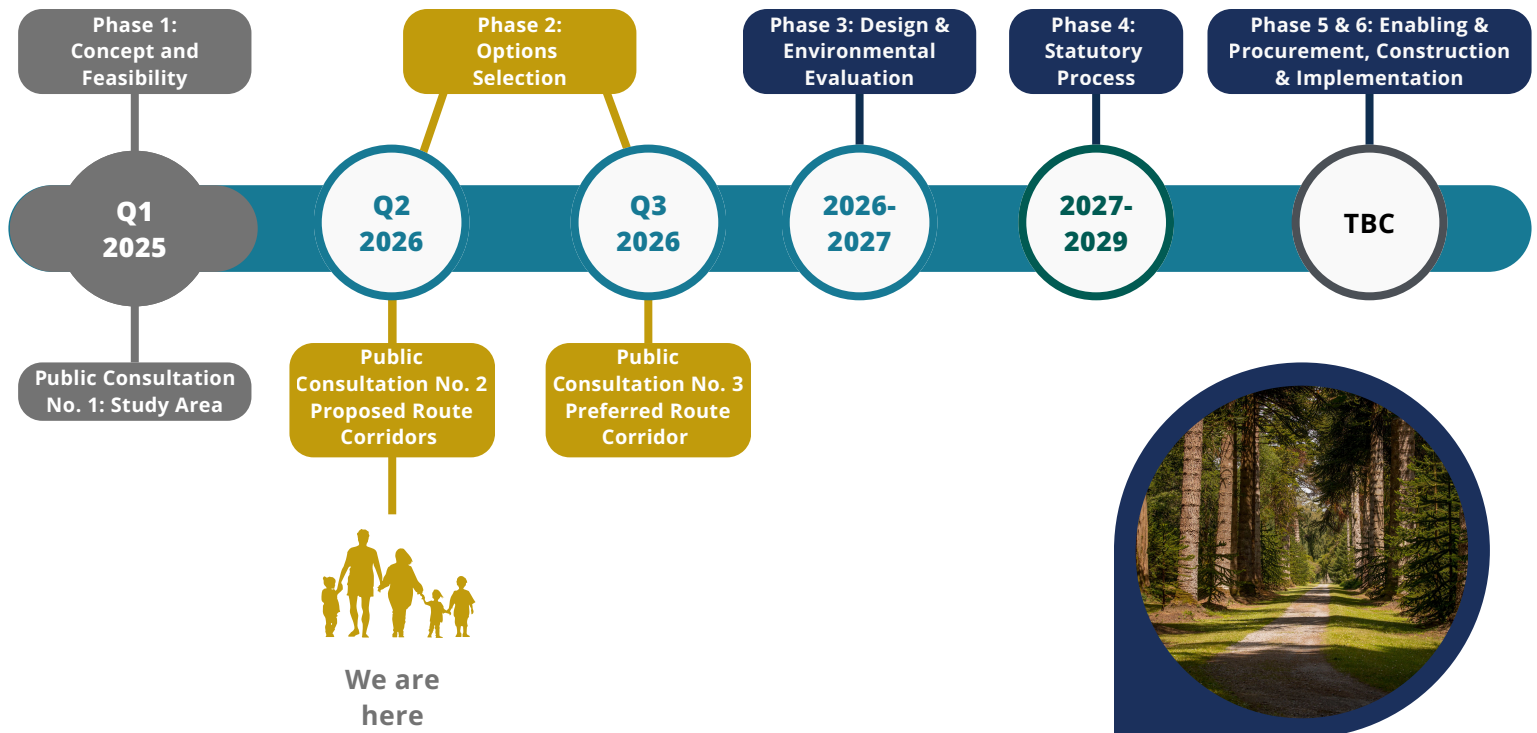 Phase 1:
Concept and
Feasibility
Phase 2:
Options
Selection
Phase 3: Design &
Environmental
Evaluation
Phase 4:
Statutory
Process
Phase 5 & 6: Enabling &
Procurement, Construction
& Implementation
Q1
2025
Q2
2026
Q3
2026
2026-
2027
2027-
2029
TBC
Public Consultation
No. 1: Study Area
Public
Consultation No. 2
Proposed Route
Corridors
Public
Consultation No. 3
Preferred Route
Corridor
We are
here